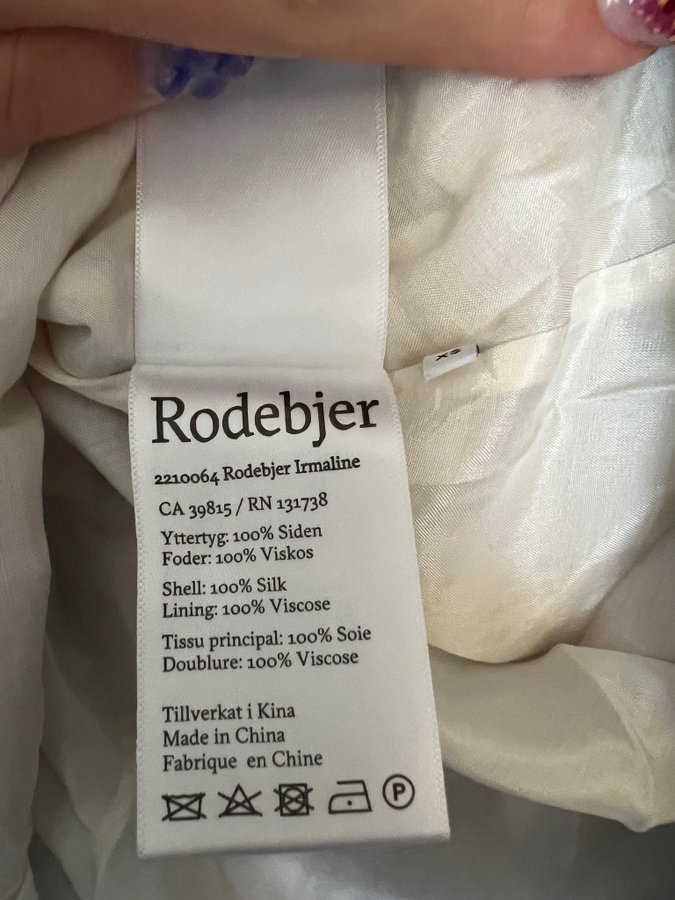 XS
Rodebjer
2210064 Rodebjer Irmaline
CA 39815 / RN 131738
Yttertyg: 100% Siden
Foder: 100% Viskos
Shell: 100% Silk
Lining: 100% Viscose
Tissu principal: 100% Soie
Doublure: 100% Viscose
Tillverkat i Kina
Made in China
Fabrique en Chine
P